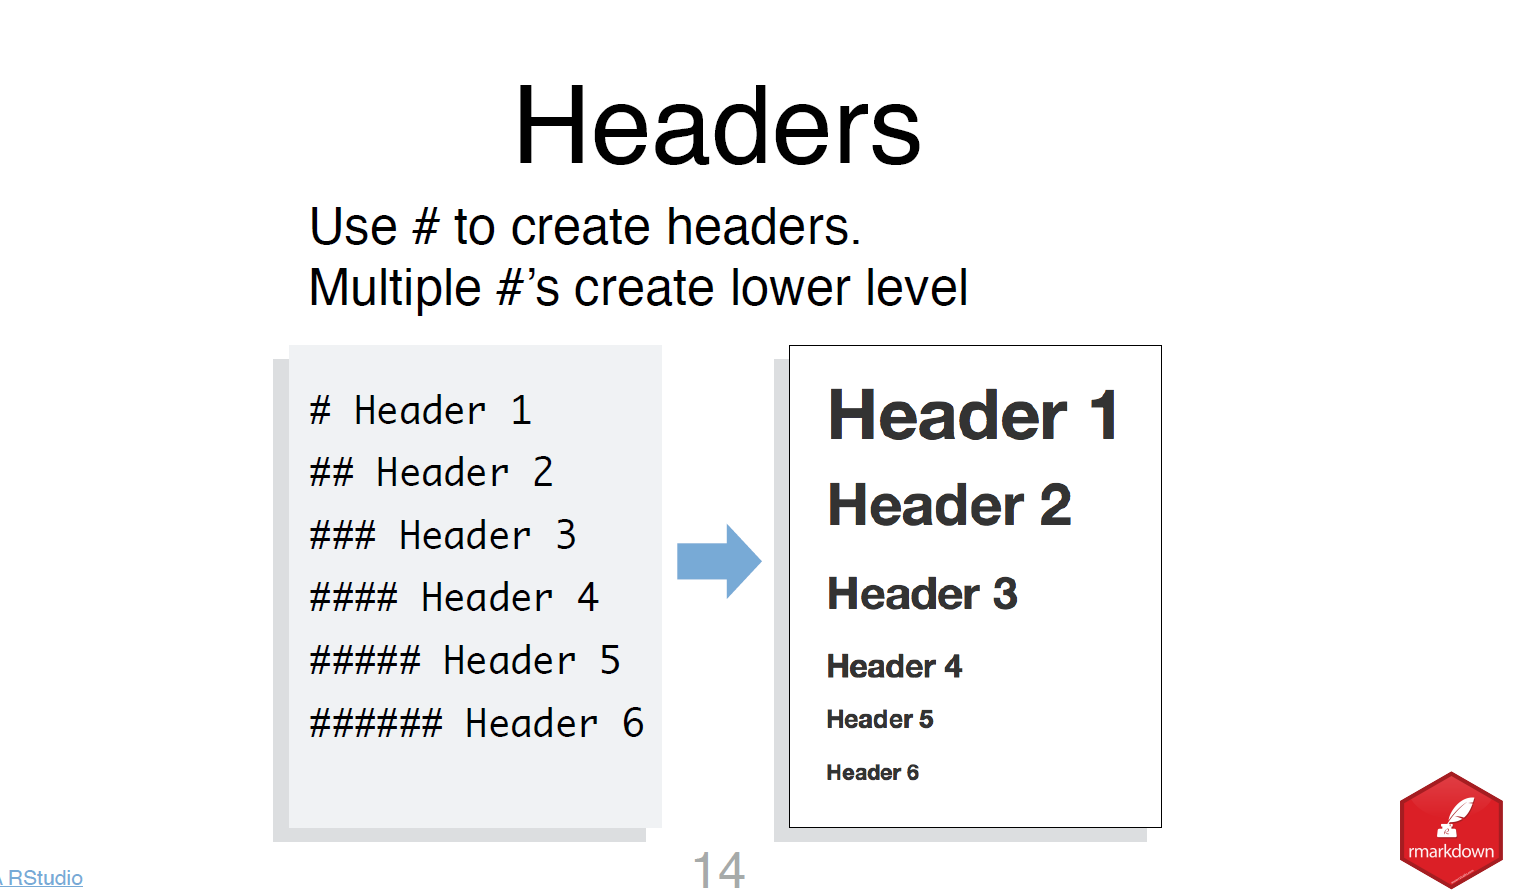 Headers
Use # to create headers.
Multiple #’s create lower level
# Header 1
## Header 2
### Header 3
#### Header 4
##### Header 5
###### Header 6
Header 1
Header 2
Header 3
Header 4
Header 5
Header 6
rmarkdown
RStudio
14